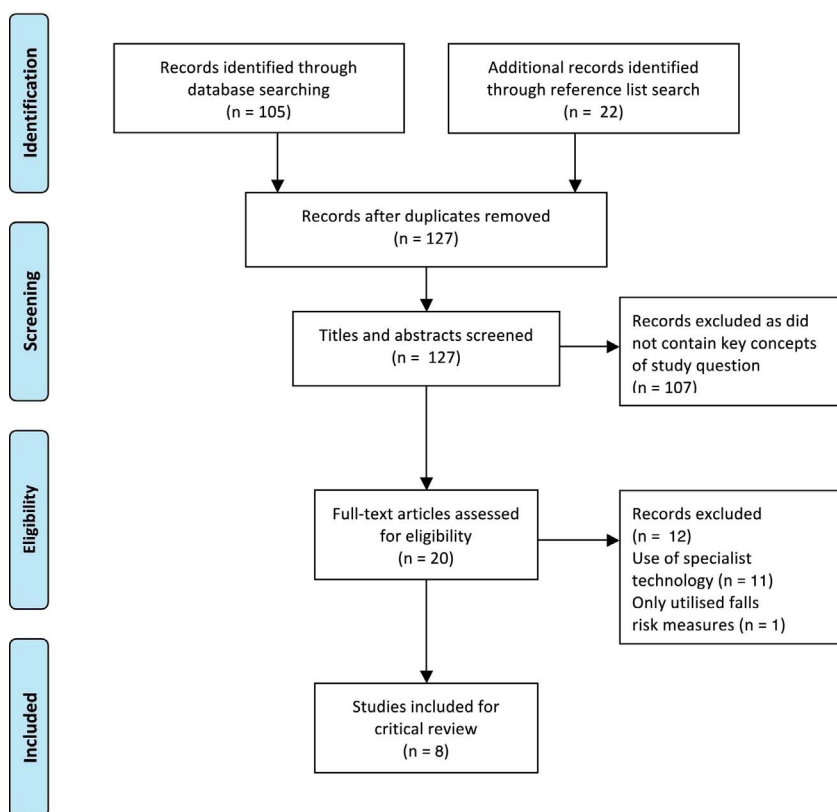 Identification
Records identified through
database searching
(n = 105)
Additional records identified
through reference list search
(n = 22)
Records after duplicates removed
(n = 127)
Screening
Titles and abstracts screened
(n = 127)
Records excluded as did
not contain key concepts
of study question
(n = 107)
Eligibility
Full-text articles assessed
for eligibility
(n = 20)
Records excluded
(n = 12)
Use of specialist
technology (n = 11)
Only utilised falls
risk measures (n = 1)
Included
Studies included for
critical review
(n = 8)